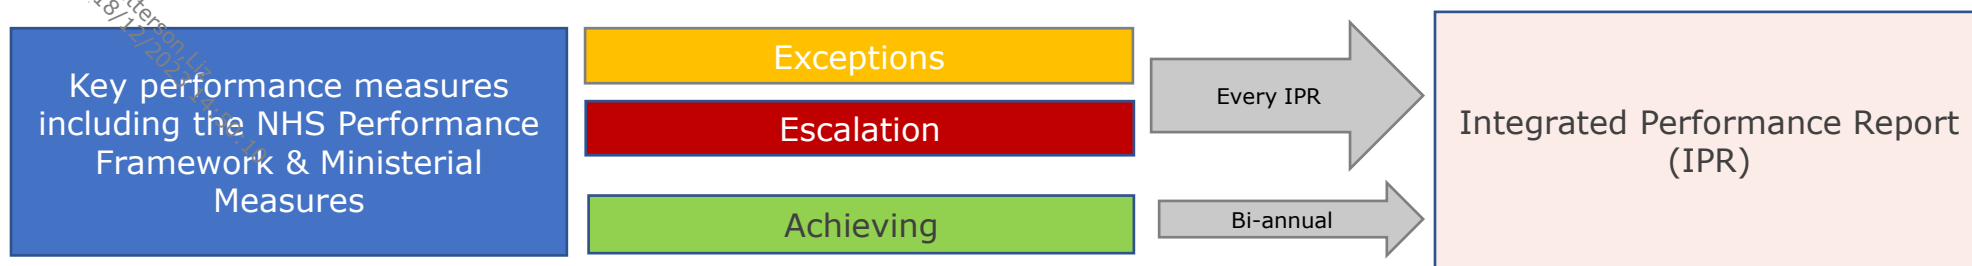 Key performance measures
including the NHS Performance
Framework & Ministerial
Measures
Exceptions
Escalation
Achieving
Every IPR
Bi-annual
Integrated Performance Report
(IPR)